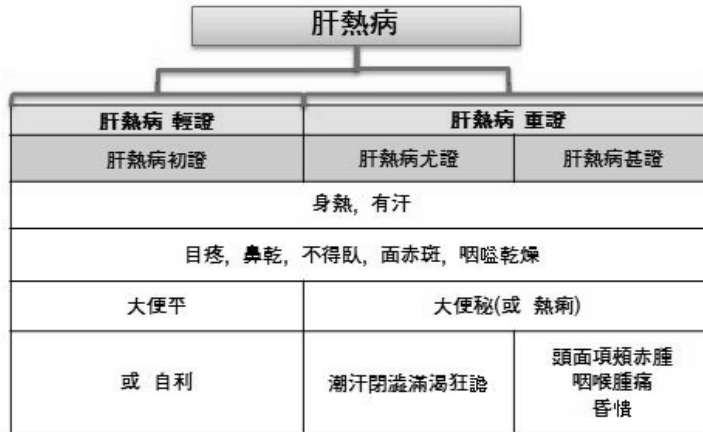 肝熱病
肝熱病 輕證
肝熱病 重證
肝熱病初證
肝熱病尤證
肝熱病甚證
身熱, 有汗
目疼, 鼻乾, 不得臥, 面赤斑, 咽嗌乾燥
大便平
大便秘(或 熱痢)
或 自利
潮汗閉澁滿渴狂譫
頭面項頰赤腫
咽喉腫痛
昏憒